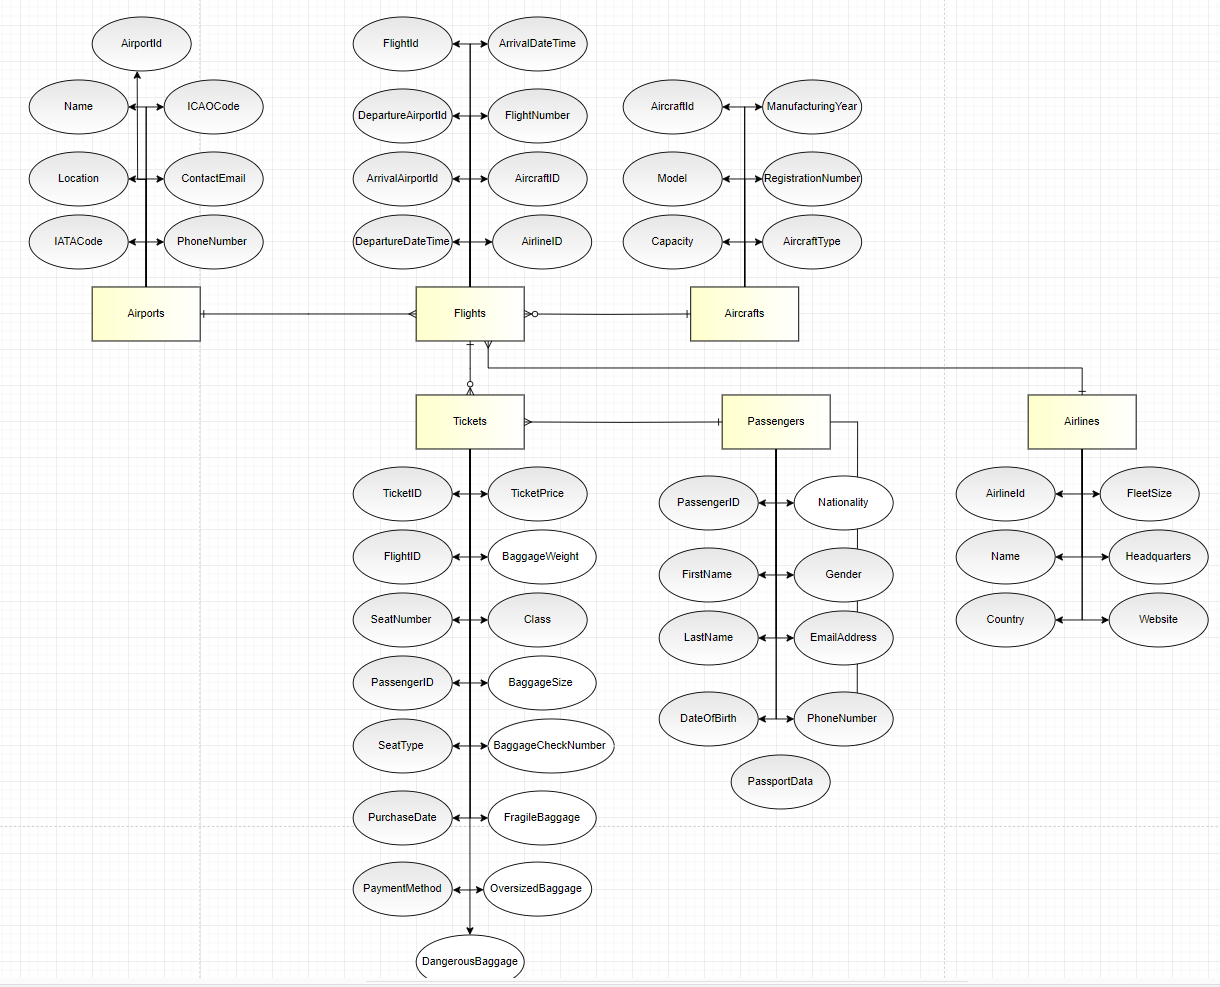 AirportId
FlightId
ArrivalDateTime
Name
ICAOCode
DepartureAirportId
FlightNumber
AircraftId
ManufacturingYear
Location
ContactEmail
ArrivalAirportId
AircraftID
Model
RegistrationNumber
IATACode
PhoneNumber
DepartureDateTime
AirlineID
Capacity
AircraftType
Airports
Flights
Aircrafts
Tickets
Passengers
Airlines
TicketID
TicketPrice
PassengerID
Nationality
AirlineId
FleetSize
FlightID
BaggageWeight
FirstName
Gender
Name
Headquarters
SeatNumber
Class
LastName
EmailAddress
Country
Website
PassengerID
BaggageSize
DateOfBirth
PhoneNumber
SeatType
BaggageCheckNumber
PassportData
PurchaseDate
FragileBaggage
PaymentMethod
OversizedBaggage
DangerousBaggage